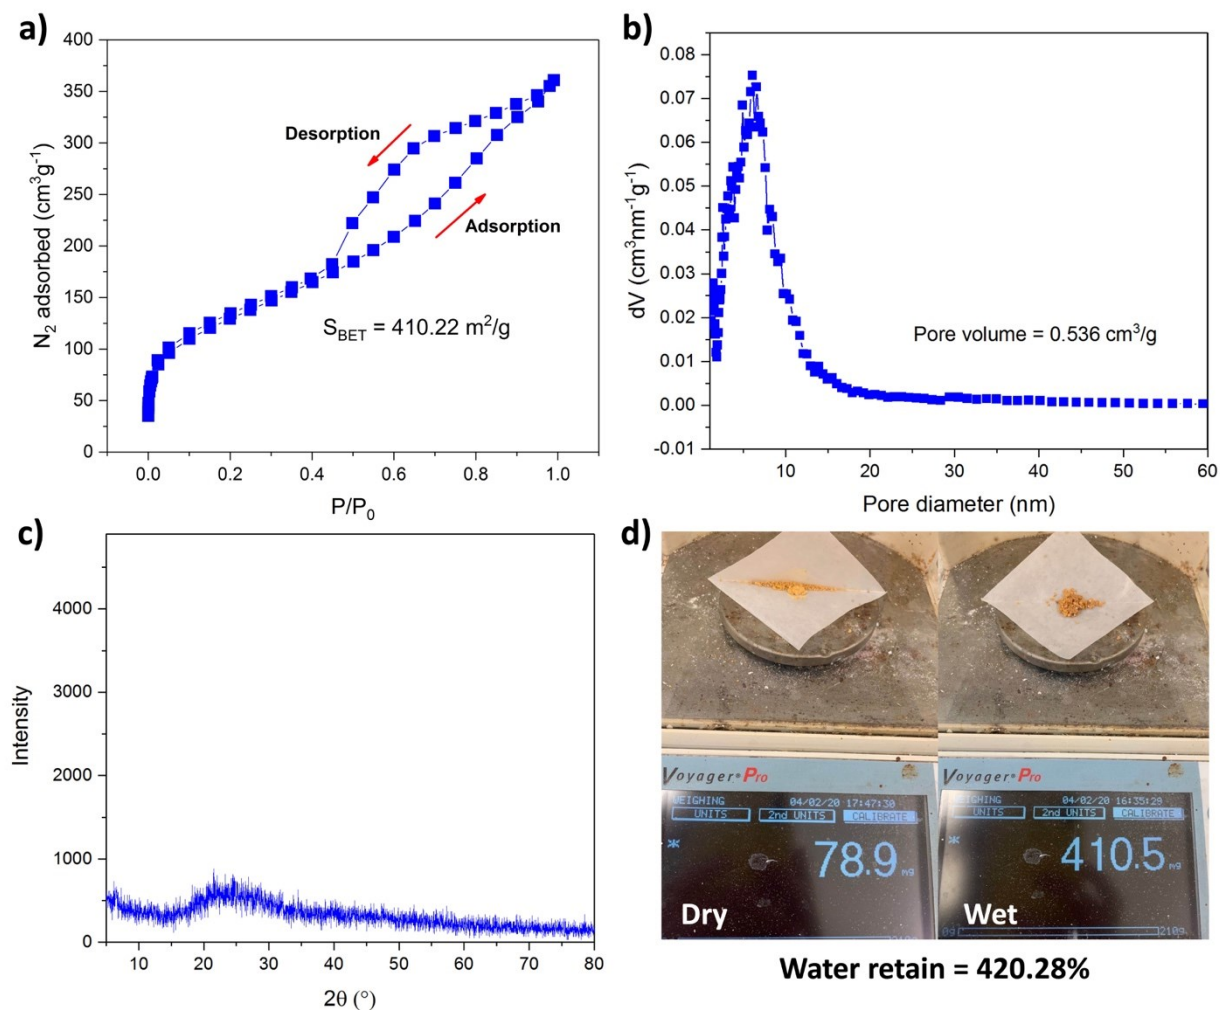 a)
400
350
300
250
200
150
100
50
0
N₂ adsorbed (cm³g⁻¹)
Desorption
Adsorption
S_BET = 410.22 m²/g
0.0 0.2 0.4 0.6 0.8 1.0
P/P₀
b)
0.08
0.07
0.06
0.05
0.04
0.03
0.02
0.01
0.00
-0.01
dV (cm³nm⁻¹g⁻¹)
Pore volume = 0.536 cm³/g
10 20 30 40 50 60
Pore diameter (nm)
c)
4000
3000
2000
1000
0
Intensity
10 20 30 40 50 60 70 80
2θ (°)
d)
Voyager Pro
WEIGHING 04/02/20 17:47:30
UNITS 2nd UNITS CALIBRATE
78.9 mg
Dry
Voyager Pro
WEIGHING 04/02/20 16:35:29
UNITS 2nd UNITS CALIBRATE
410.5 mg
Wet
0g 210g
Water retain = 420.28%